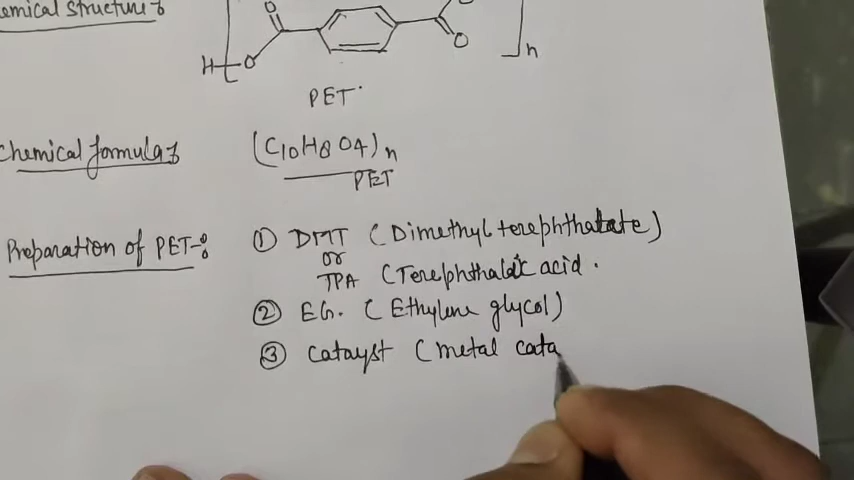 emical structure:-
O
O
H O
n
PET.
Chemical formula:-
(C10H8O4)n
PET
Preparation of PET-:
① DMT (Dimethyl terephthalate)
or
TPA (Terephthalic acid.
② EG. (Ethylene glycol)
③ Catayst (metal cata